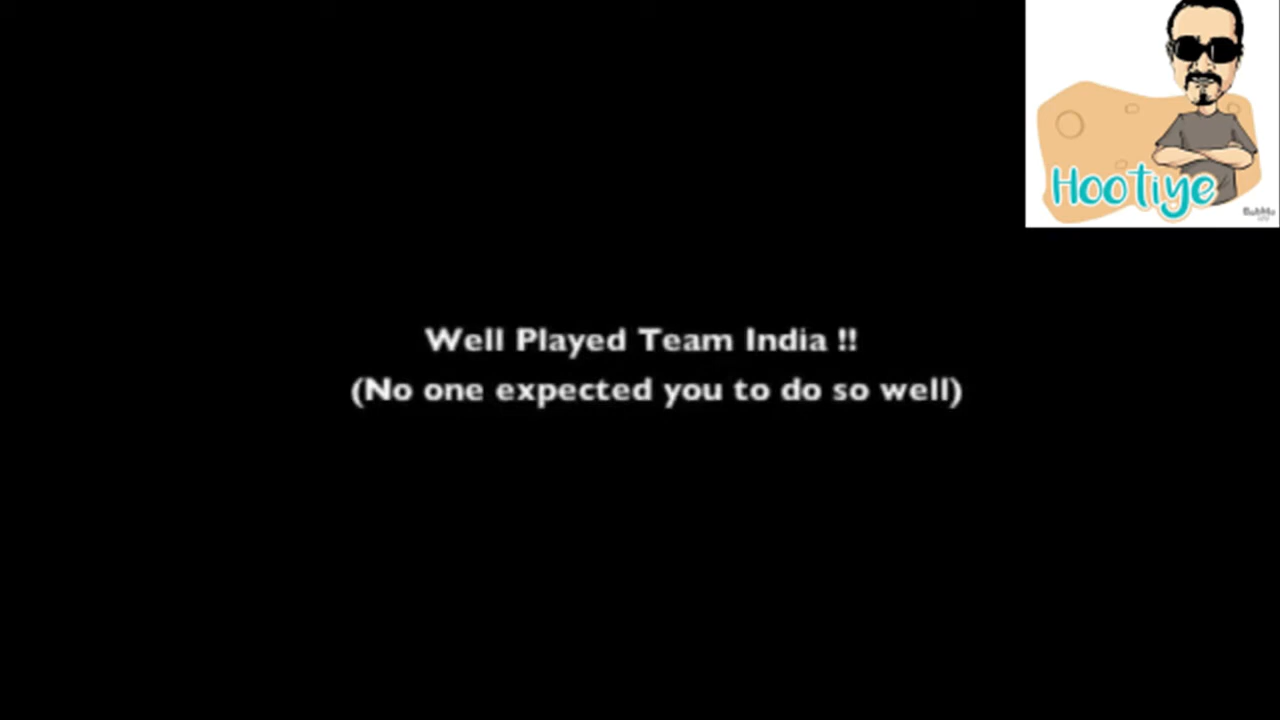 Hootiye
Well Played Team India !!
(No one expected you to do so well)